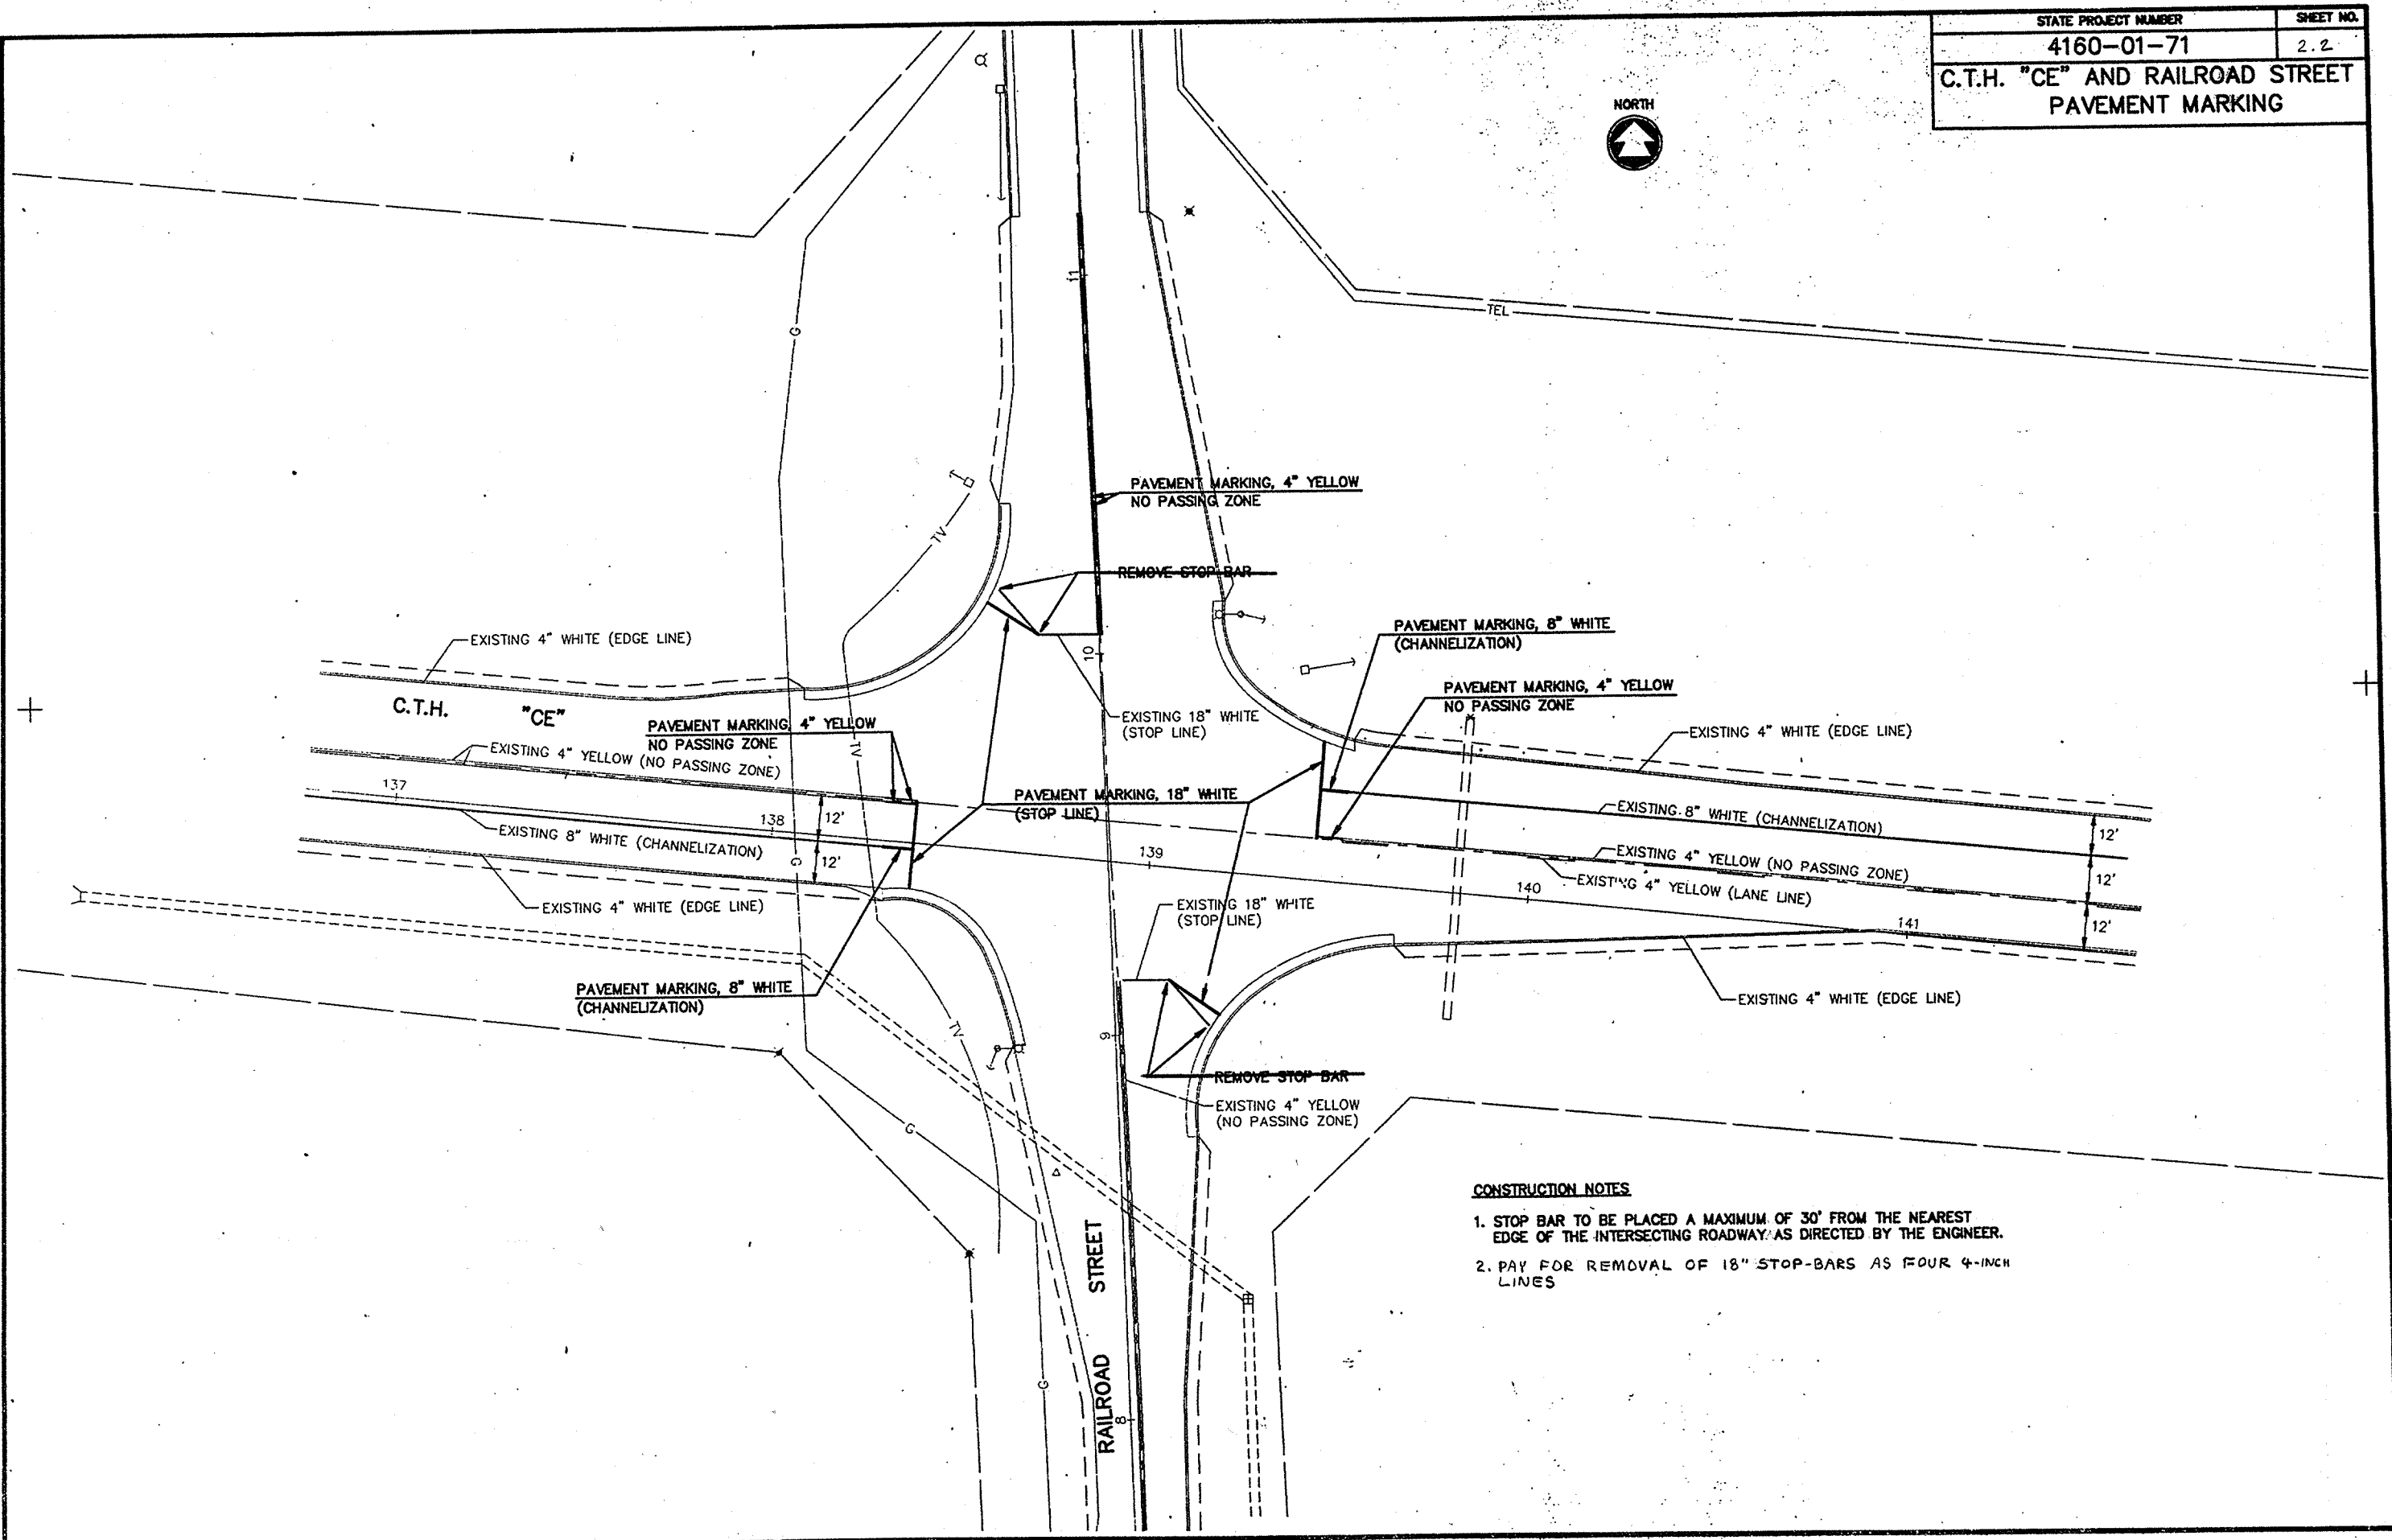 STATE PROJECT NUMBER
SHEET NO.
4160-01-71
2.2
C.T.H. "CE" AND RAILROAD STREET
PAVEMENT MARKING
NORTH
TEL
G
11
PAVEMENT MARKING, 4" YELLOW
NO PASSING ZONE
TV
REMOVE STOP BAR
EXISTING 4" WHITE (EDGE LINE)
PAVEMENT MARKING, 8" WHITE
(CHANNELIZATION)
10
PAVEMENT MARKING, 4" YELLOW
NO PASSING ZONE
C.T.H. "CE"
EXISTING 18" WHITE
(STOP LINE)
PAVEMENT MARKING, 4" YELLOW
NO PASSING ZONE
EXISTING 4" WHITE (EDGE LINE)
EXISTING 4" YELLOW (NO PASSING ZONE)
TV
137
PAVEMENT MARKING, 18" WHITE
(STOP LINE)
138
12'
EXISTING 8" WHITE (CHANNELIZATION)
12'
EXISTING 8" WHITE (CHANNELIZATION)
12'
G
139
EXISTING 4" YELLOW (NO PASSING ZONE)
12'
140
EXISTING 4" YELLOW (LANE LINE)
EXISTING 4" WHITE (EDGE LINE)
EXISTING 18" WHITE
(STOP LINE)
141
12'
PAVEMENT MARKING, 8" WHITE
(CHANNELIZATION)
EXISTING 4" WHITE (EDGE LINE)
TV
9
REMOVE STOP BAR
EXISTING 4" YELLOW
(NO PASSING ZONE)
G
CONSTRUCTION NOTES
1. STOP BAR TO BE PLACED A MAXIMUM OF 30' FROM THE NEAREST
EDGE OF THE INTERSECTING ROADWAY AS DIRECTED BY THE ENGINEER.
2. PAY FOR REMOVAL OF 18" STOP-BARS AS FOUR 4-INCH
LINES
RAILROAD STREET
G
8